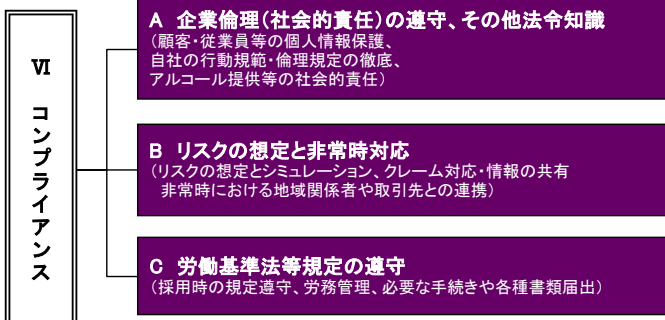 Ⅵ コンプライアンス
A 企業倫理(社会的責任)の遵守、その他法令知識
(顧客・従業員等の個人情報保護、
自社の行動規範・倫理規定の徹底、
アルコール提供等の社会的責任)
B リスクの想定と非常時対応
(リスクの想定とシミュレーション、クレーム対応・情報の共有
非常時における地域関係者や取引先との連携)
C 労働基準法等規定の遵守
(採用時の規定遵守、労務管理、必要な手続きや各種書類届出)